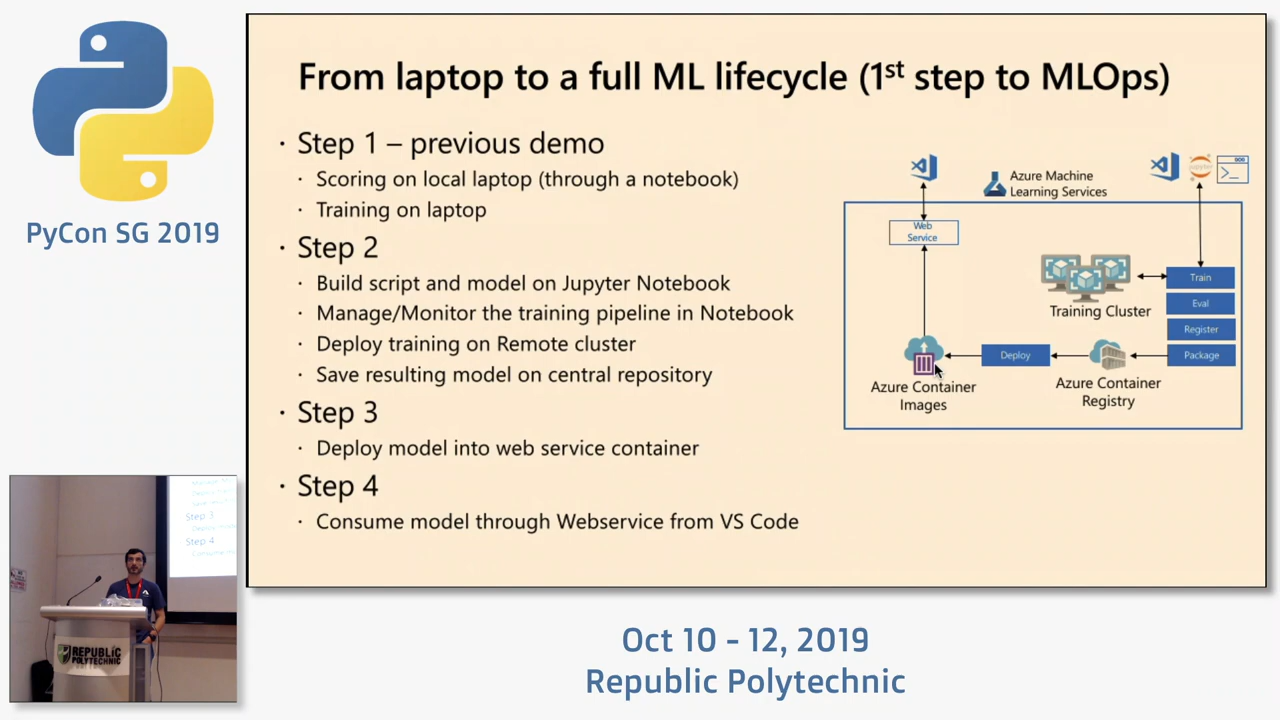 PyCon SG 2019
From laptop to a full ML lifecycle (1st step to MLOps)
· Step 1 – previous demo
· Scoring on local laptop (through a notebook)
· Training on laptop
· Step 2
· Build script and model on Jupyter Notebook
· Manage/Monitor the training pipeline in Notebook
· Deploy training on Remote cluster
· Save resulting model on central repository
· Step 3
· Deploy model into web service container
· Step 4
· Consume model through Webservice from VS Code
Azure Machine
Learning Services
Web
Service
Training Cluster
Train
Eval
Register
Package
Deploy
Azure Container
Images
Azure Container
Registry
Step 3
Step 4
REPUBLIC
POLYTECHNIC
Oct 10 - 12, 2019
Republic Polytechnic